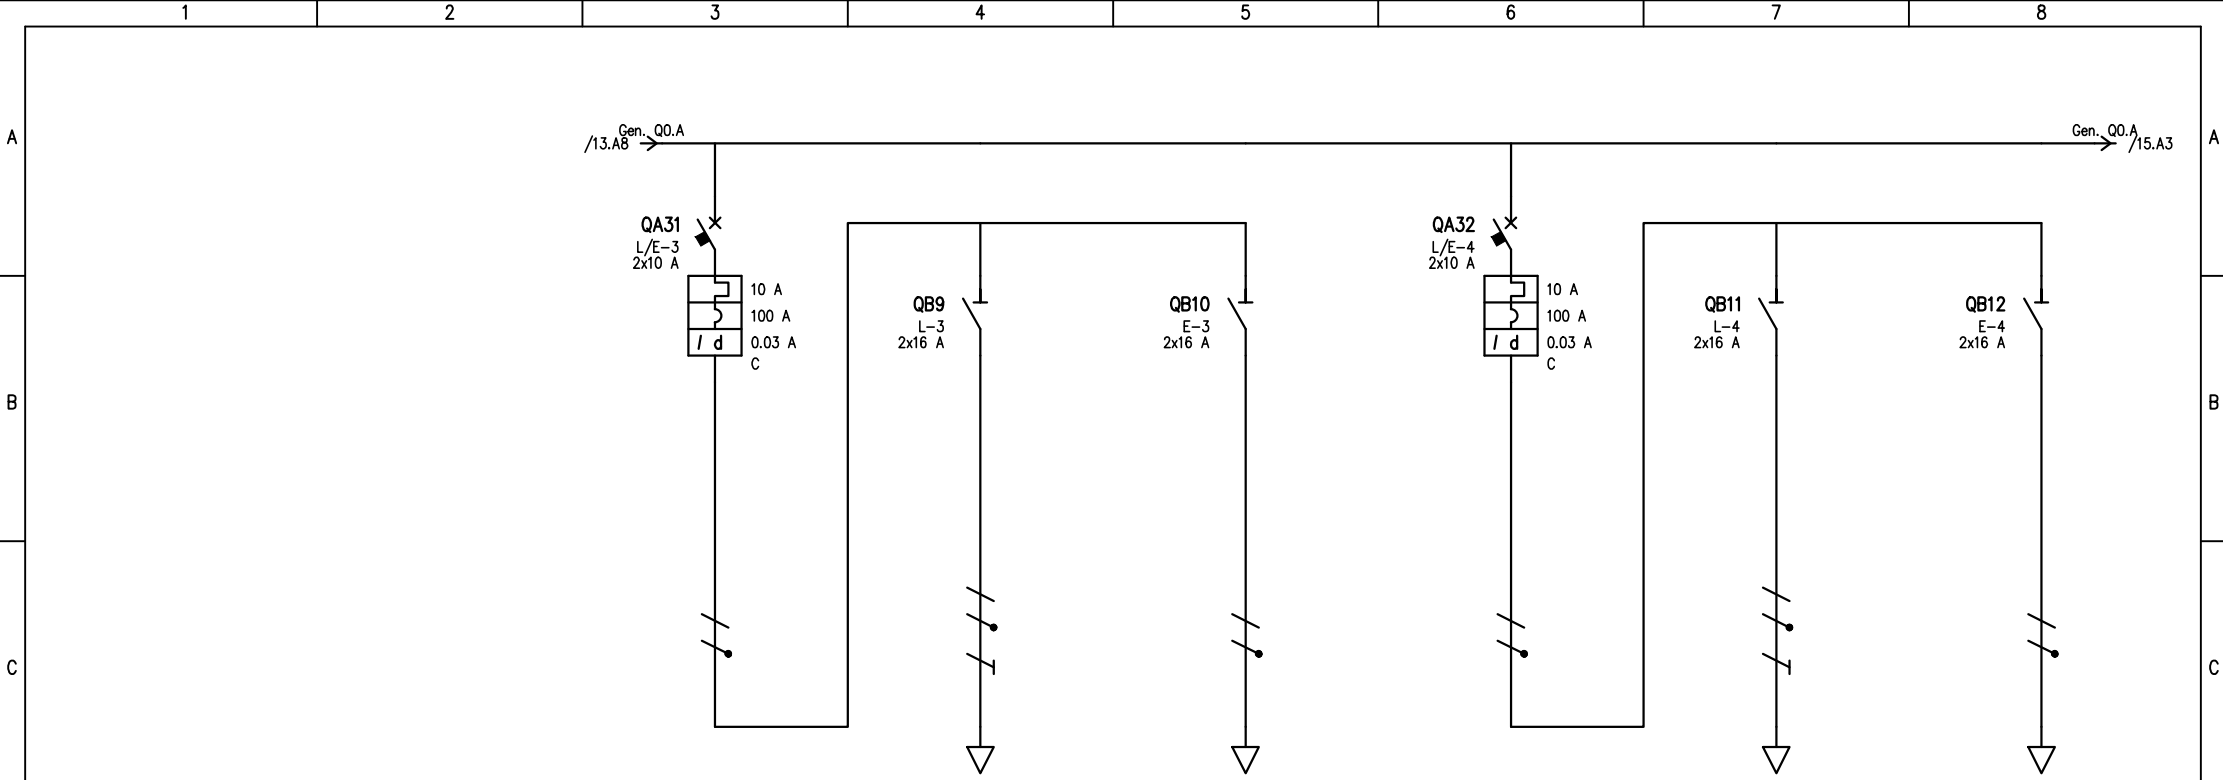 1 2 3 4 5 6 7 8
A A
Gen. Q0.A
/13.A8
Gen. Q0.A
/15.A3
QA31
L/E-3
2x10 A
10 A
100 A
I d 0.03 A
C
QB9
L-3
2x16 A
QB10
E-3
2x16 A
QA32
L/E-4
2x10 A
10 A
100 A
I d 0.03 A
C
QB11
L-4
2x16 A
QB12
E-4
2x16 A
B B
C C